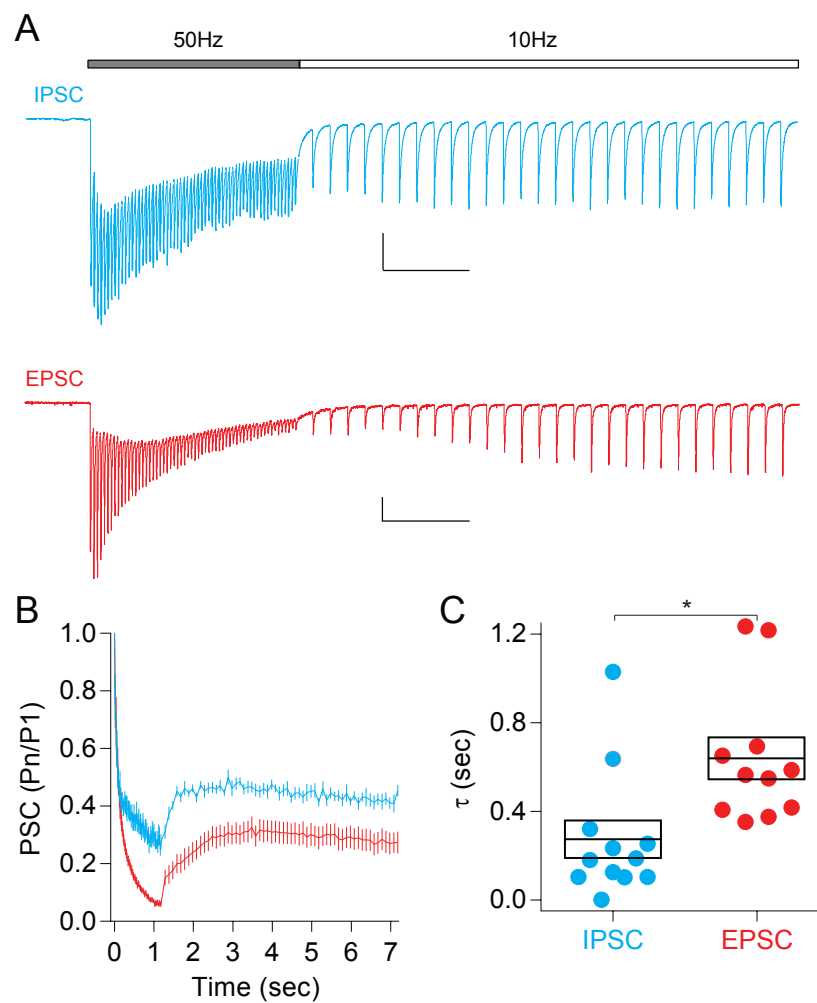 A
50Hz 10Hz
IPSC
EPSC
B
1.0
0.8
0.6
0.4
0.2
0.0
PSC (Pn/P1)
0 1 2 3 4 5 6 7
Time (sec)
C
*
1.2
0.8
0.4
0.0
τ (sec)
IPSC EPSC